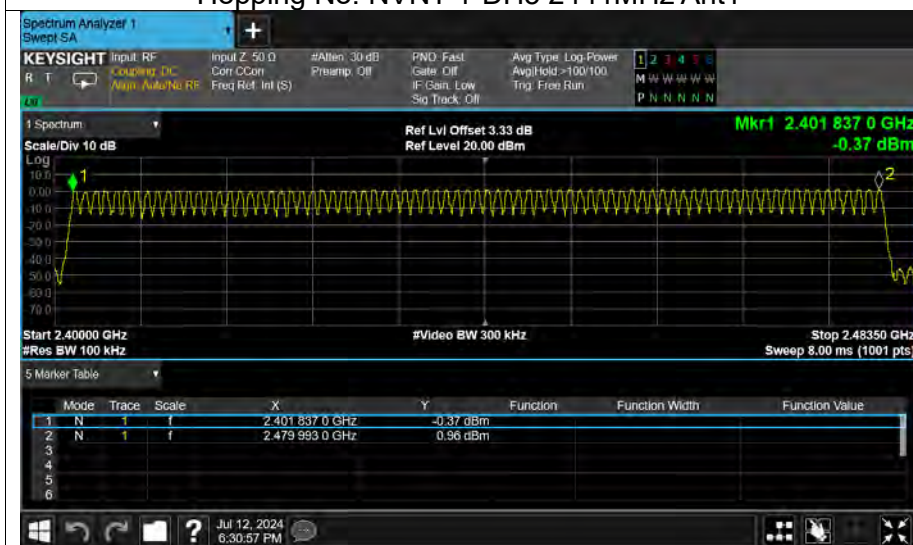 Hopping No. NVNT 1-DH5 2441MHz Ant1
Spectrum Analyzer 1
Swept SA
+
KEYSIGHT
R T
Input: RF
Coupling: DC
Align: Auto/No RF
Input Z: 50 Ω
Corr CCorr
Freq Ref: Int (S)
#Atten: 30 dB
Preamp: Off
PNO: Fast
Gate: Off
IF Gain: Low
Sig Track: Off
Avg Type: Log-Power
Avg|Hold:>100/100
Trig: Free Run
1 2 3 4 5 6
M W W W W W
P N N N N N
1 Spectrum
Scale/Div 10 dB
Ref Lvl Offset 3.33 dB
Ref Level 20.00 dBm
Mkr1 2.401 837 0 GHz
-0.37 dBm
Log
10.0
0.00
-10.0
-20.0
-30.0
-40.0
-50.0
-60.0
-70.0
1
2
Start 2.40000 GHz
#Res BW 100 kHz
#Video BW 300 kHz
Stop 2.48350 GHz
Sweep 8.00 ms (1001 pts)
5 Marker Table
Mode Trace Scale X Y Function Function Width Function Value
1 N 1 f 2.401 837 0 GHz -0.37 dBm
2 N 1 f 2.479 993 0 GHz 0.96 dBm
3
4
5
6
?
Jul 12, 2024
6:30:57 PM